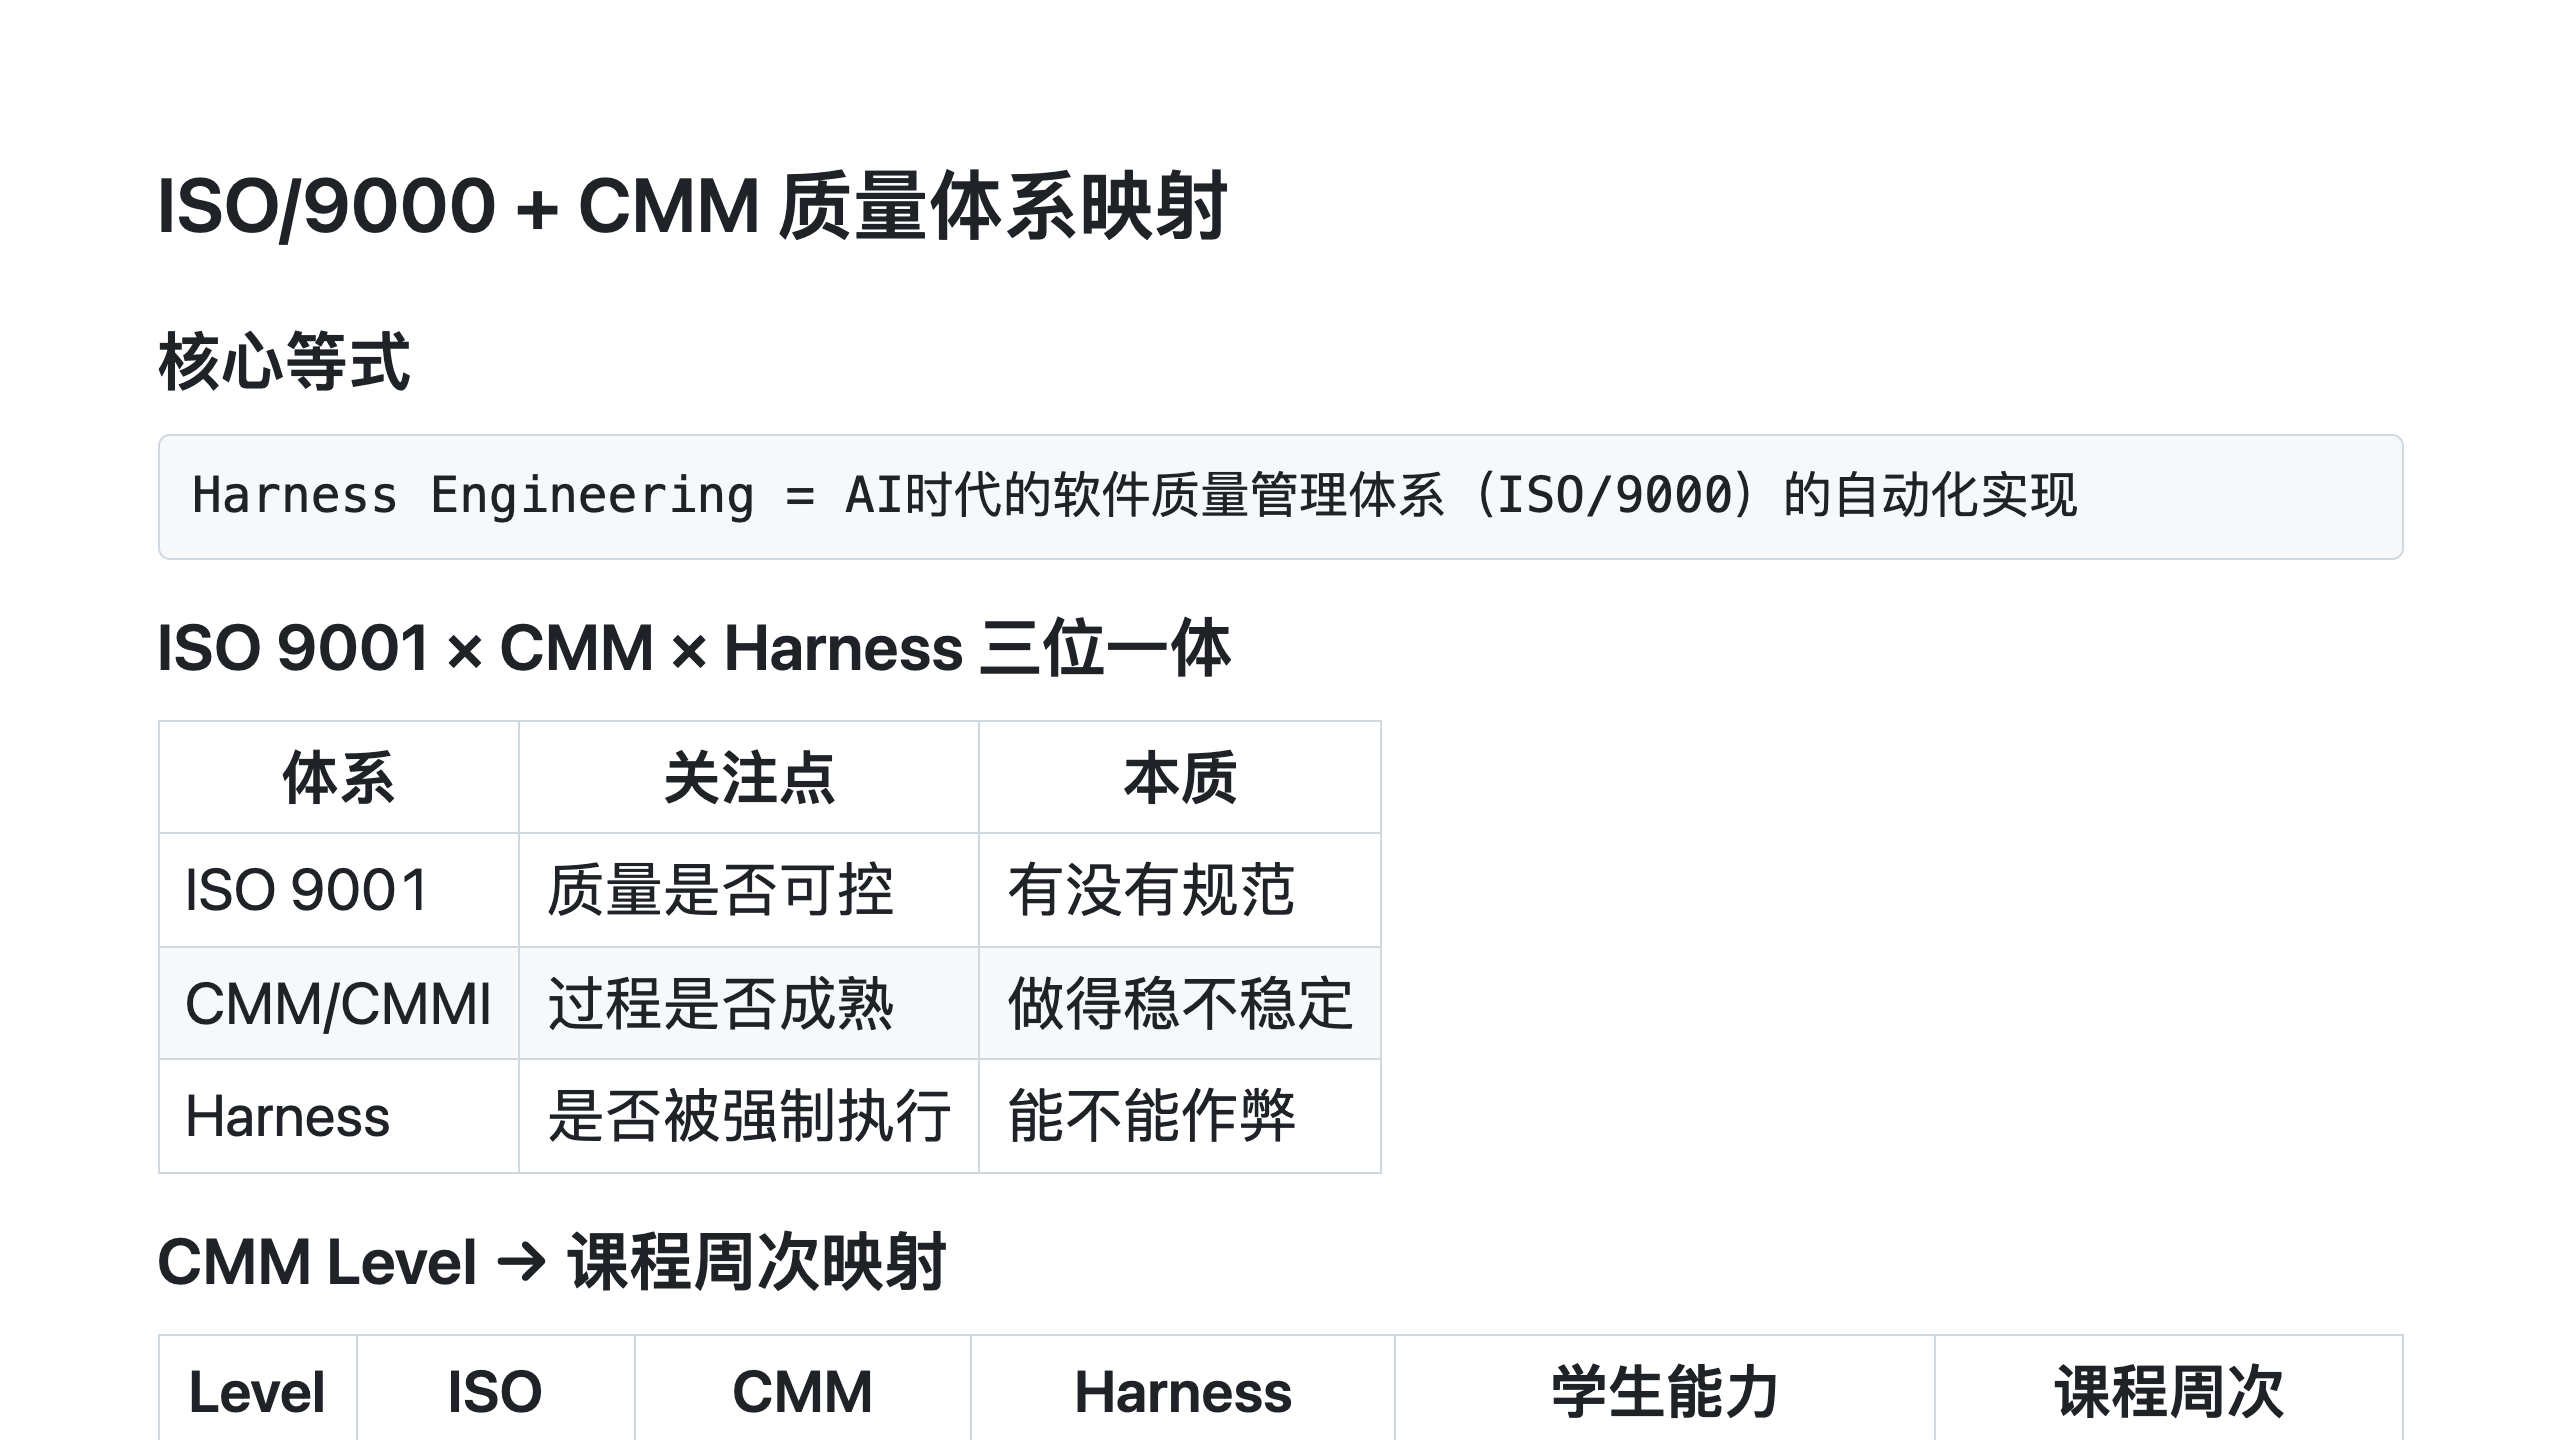 ISO/9000 + CMM 质量体系映射
核心等式
Harness Engineering = AI时代的软件质量管理体系（ISO/9000）的自动化实现
ISO 9001 × CMM × Harness 三位一体
体系 关注点 本质
ISO 9001 质量是否可控 有没有规范
CMM/CMMI 过程是否成熟 做得稳不稳定
Harness 是否被强制执行 能不能作弊
CMM Level → 课程周次映射
Level ISO CMM Harness 学生能力 课程周次